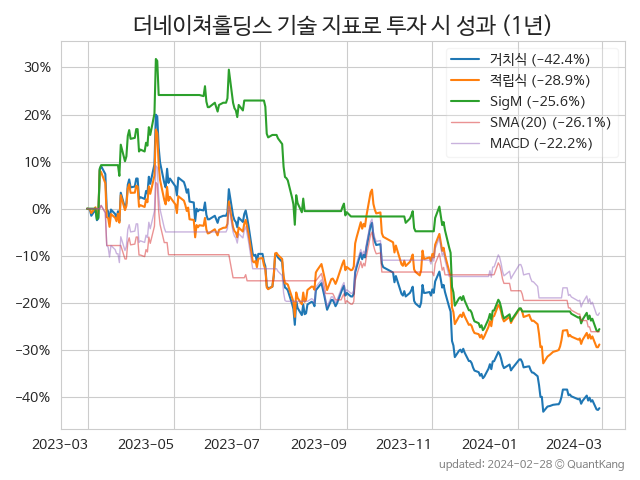 더네이쳐홀딩스 기술 지표로 투자 시 성과 (1년)
거치식 (−42.4%)
적립식 (−28.9%)
SigM (−25.6%)
SMA(20) (−26.1%)
MACD (−22.2%)
30%
20%
10%
0%
−10%
−20%
−30%
−40%
2023-03 2023-05 2023-07 2023-09 2023-11 2024-01 2024-03
updated: 2024-02-28 © QuantKang